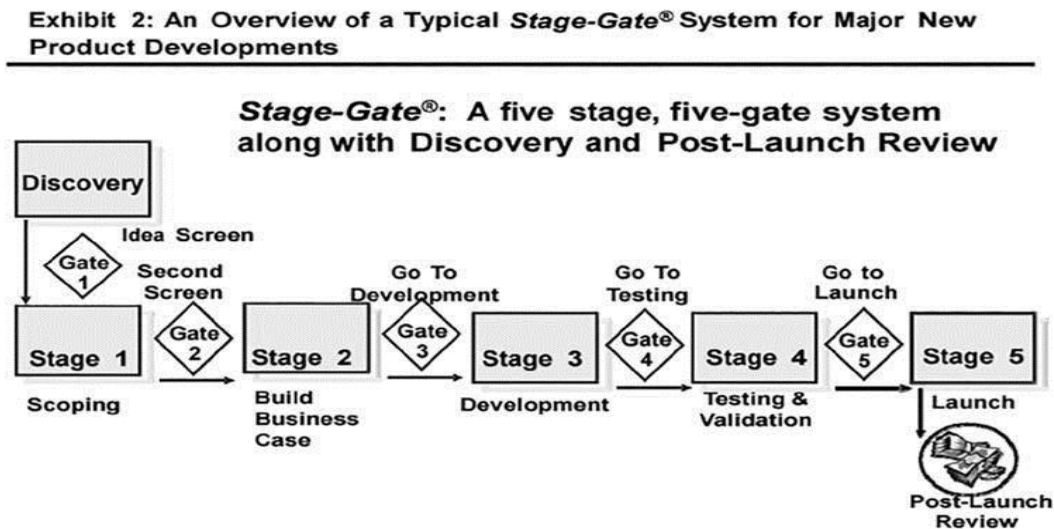 Exhibit 2: An Overview of a Typical Stage-Gate® System for Major New
Product Developments
Stage-Gate®: A five stage, five-gate system
along with Discovery and Post-Launch Review
Discovery
Idea Screen
Gate
1
Second
Screen
Go To
Development
Go To
Testing
Go to
Launch
Stage 1
Gate
2
Stage 2
Gate
3
Stage 3
Gate
4
Stage 4
Gate
5
Stage 5
Scoping
Build
Business
Case
Development
Testing &
Validation
Launch
Post-Launch
Review